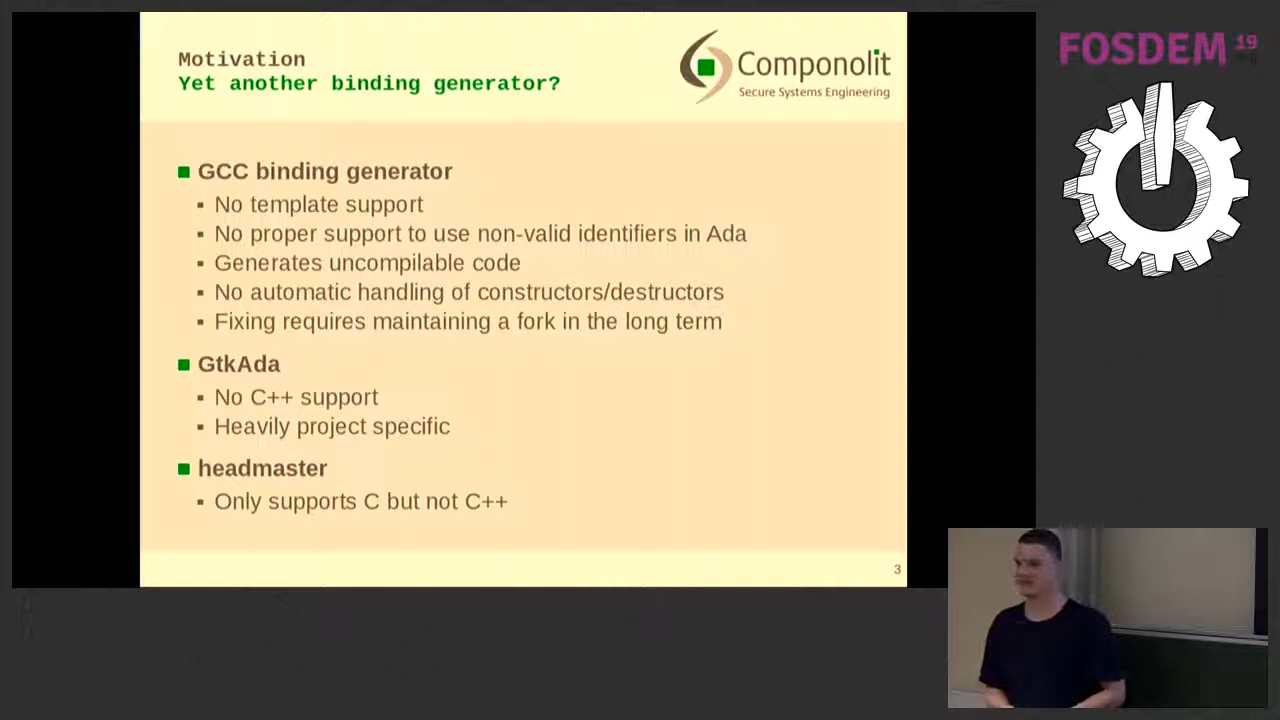 Motivation
Yet another binding generator?
Componolit
Secure Systems Engineering
FOSDEM 19
GCC binding generator
No template support
No proper support to use non-valid identifiers in Ada
Generates uncompilable code
No automatic handling of constructors/destructors
Fixing requires maintaining a fork in the long term
GtkAda
No C++ support
Heavily project specific
headmaster
Only supports C but not C++
3